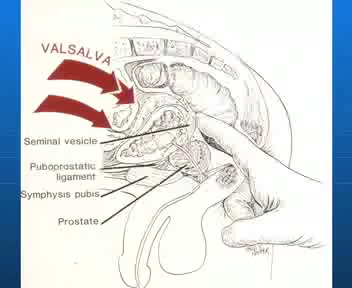 VALSALVA
Seminal vesicle
Puboprostatic
ligament
Symphysis pubis
Prostate